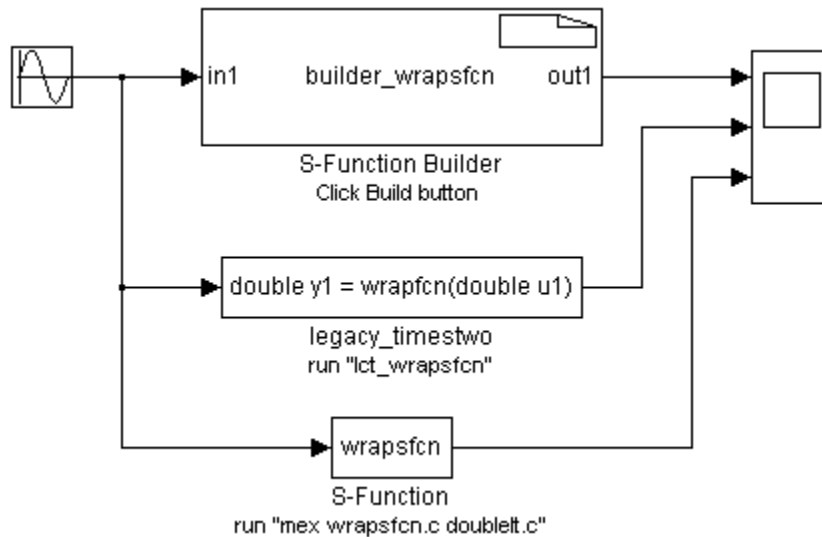 in1 builder_wrapsfcn out1
S-Function Builder
Click Build button
double y1 = wrapfcn(double u1)
legacy_timestwo
run "lct_wrapsfcn"
wrapsfcn
S-Function
run "mex wrapsfcn.c doubleIt.c"